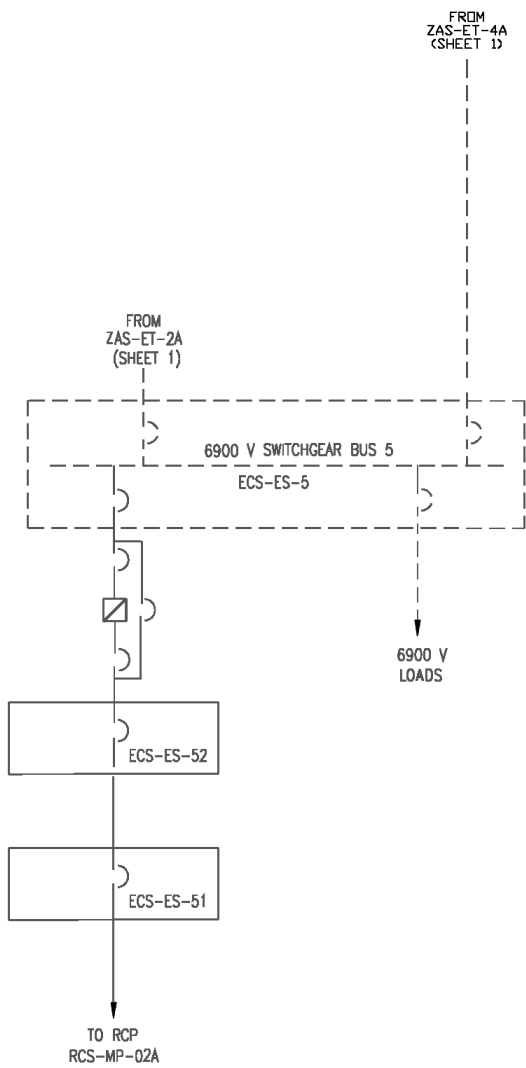 FROM
ZAS-ET-4A
(SHEET 1)
FROM
ZAS-ET-2A
(SHEET 1)
6900 V SWITCHGEAR BUS 5
ECS-ES-5
6900 V
LOADS
ECS-ES-52
ECS-ES-51
TO RCP
RCS-MP-02A